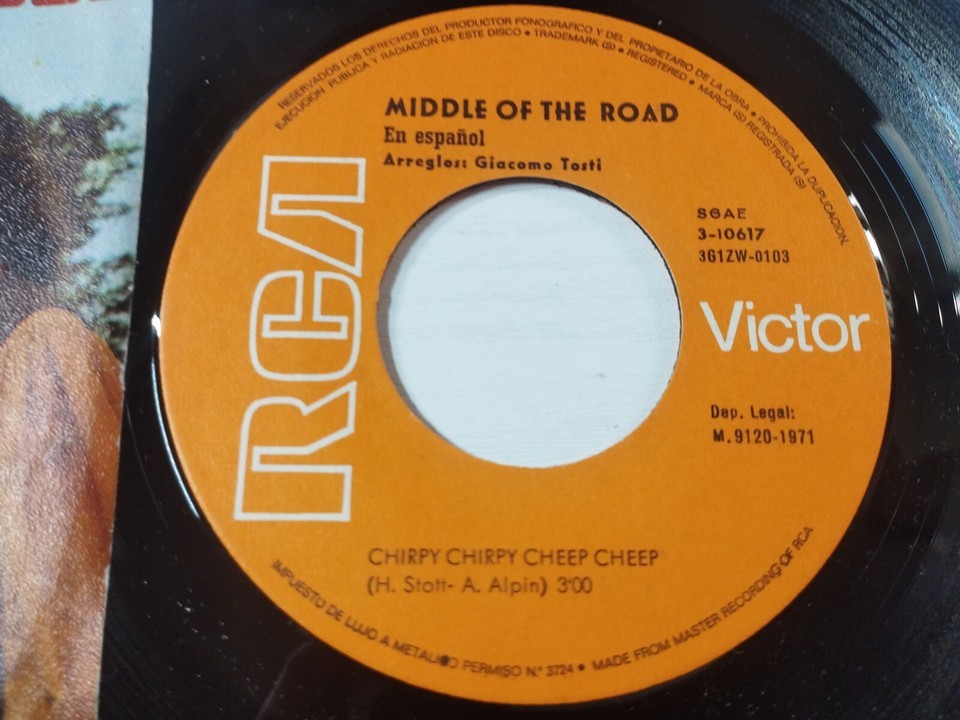 RESERVADOS LOS DERECHOS DEL PRODUCTOR FONOGRAFICO Y DEL PROPIETARIO DE LA OBRA • PROHIBIDA LA DUPLICACION,
EJECUCION PUBLICA Y RADIACION DE ESTE DISCO • TRADEMARK (S) • REGISTERED • MARCA (S) REGISTRADA (S)
MIDDLE OF THE ROAD
En español
Arreglos: Giacomo Tosti
RCA
SGAE
3-10617
3G1ZW-0103
Victor
Dep. Legal:
M. 9120-1971
CHIRPY CHIRPY CHEEP CHEEP
(H. Stott- A. Alpin) 3'00
IMPUESTO DE LUJO A METALICO PERMISO N.º 3724 • MADE FROM MASTER RECORDING OF RCA